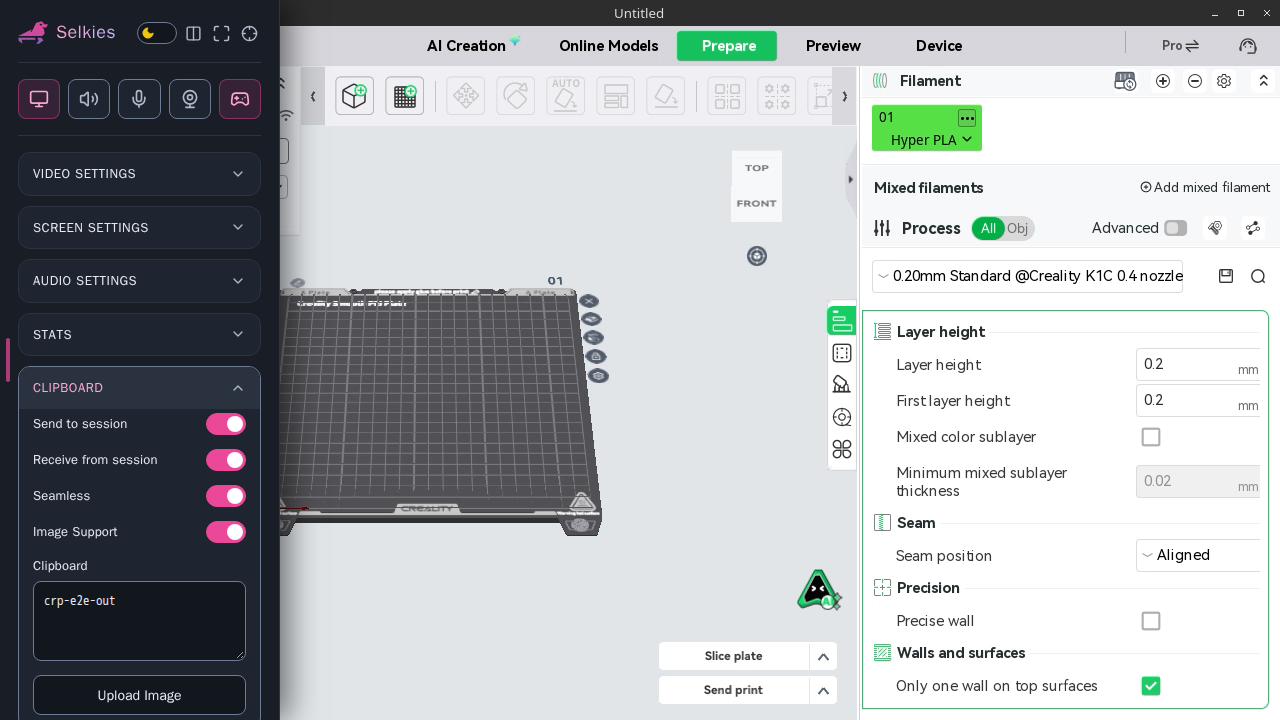 Untitled
Selkies
AI Creation
Online Models
Prepare
Preview
Device
Pro
AUTO
VIDEO SETTINGS
SCREEN SETTINGS
AUDIO SETTINGS
STATS
CLIPBOARD
Send to session
Receive from session
Seamless
Image Support
Clipboard
crp-e2e-out
Upload Image
TOP
FRONT
01
CREALITY
AI
Slice plate
Send print
Filament
01
Hyper PLA
Mixed filaments
Add mixed filament
Process
All
Obj
Advanced
0.20mm Standard @Creality K1C 0.4 nozzle
Layer height
Layer height
0.2
mm
First layer height
0.2
mm
Mixed color sublayer
Minimum mixed sublayer
thickness
0.02
mm
Seam
Seam position
Aligned
Precision
Precise wall
Walls and surfaces
Only one wall on top surfaces